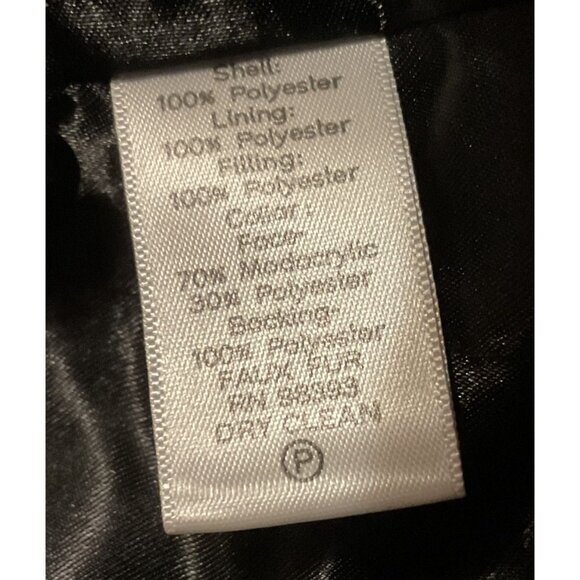 Shell:
100% Polyester
Lining:
100% Polyester
Filling:
100% Polyester
Collar:
Face-
70% Modacrylic
30% Polyester
Backing-
100% Polyester
FAUX FUR
RN 98393
DRY CLEAN
P